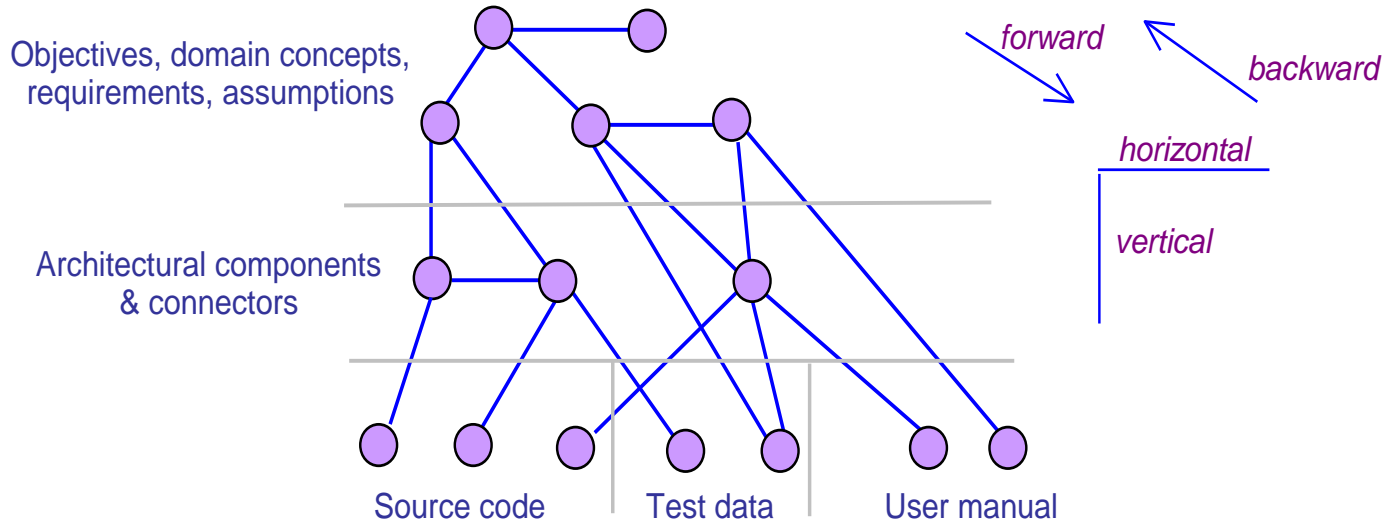 Objectives, domain concepts,
requirements, assumptions
forward
backward
horizontal
vertical
Architectural components
& connectors
Source code
Test data
User manual